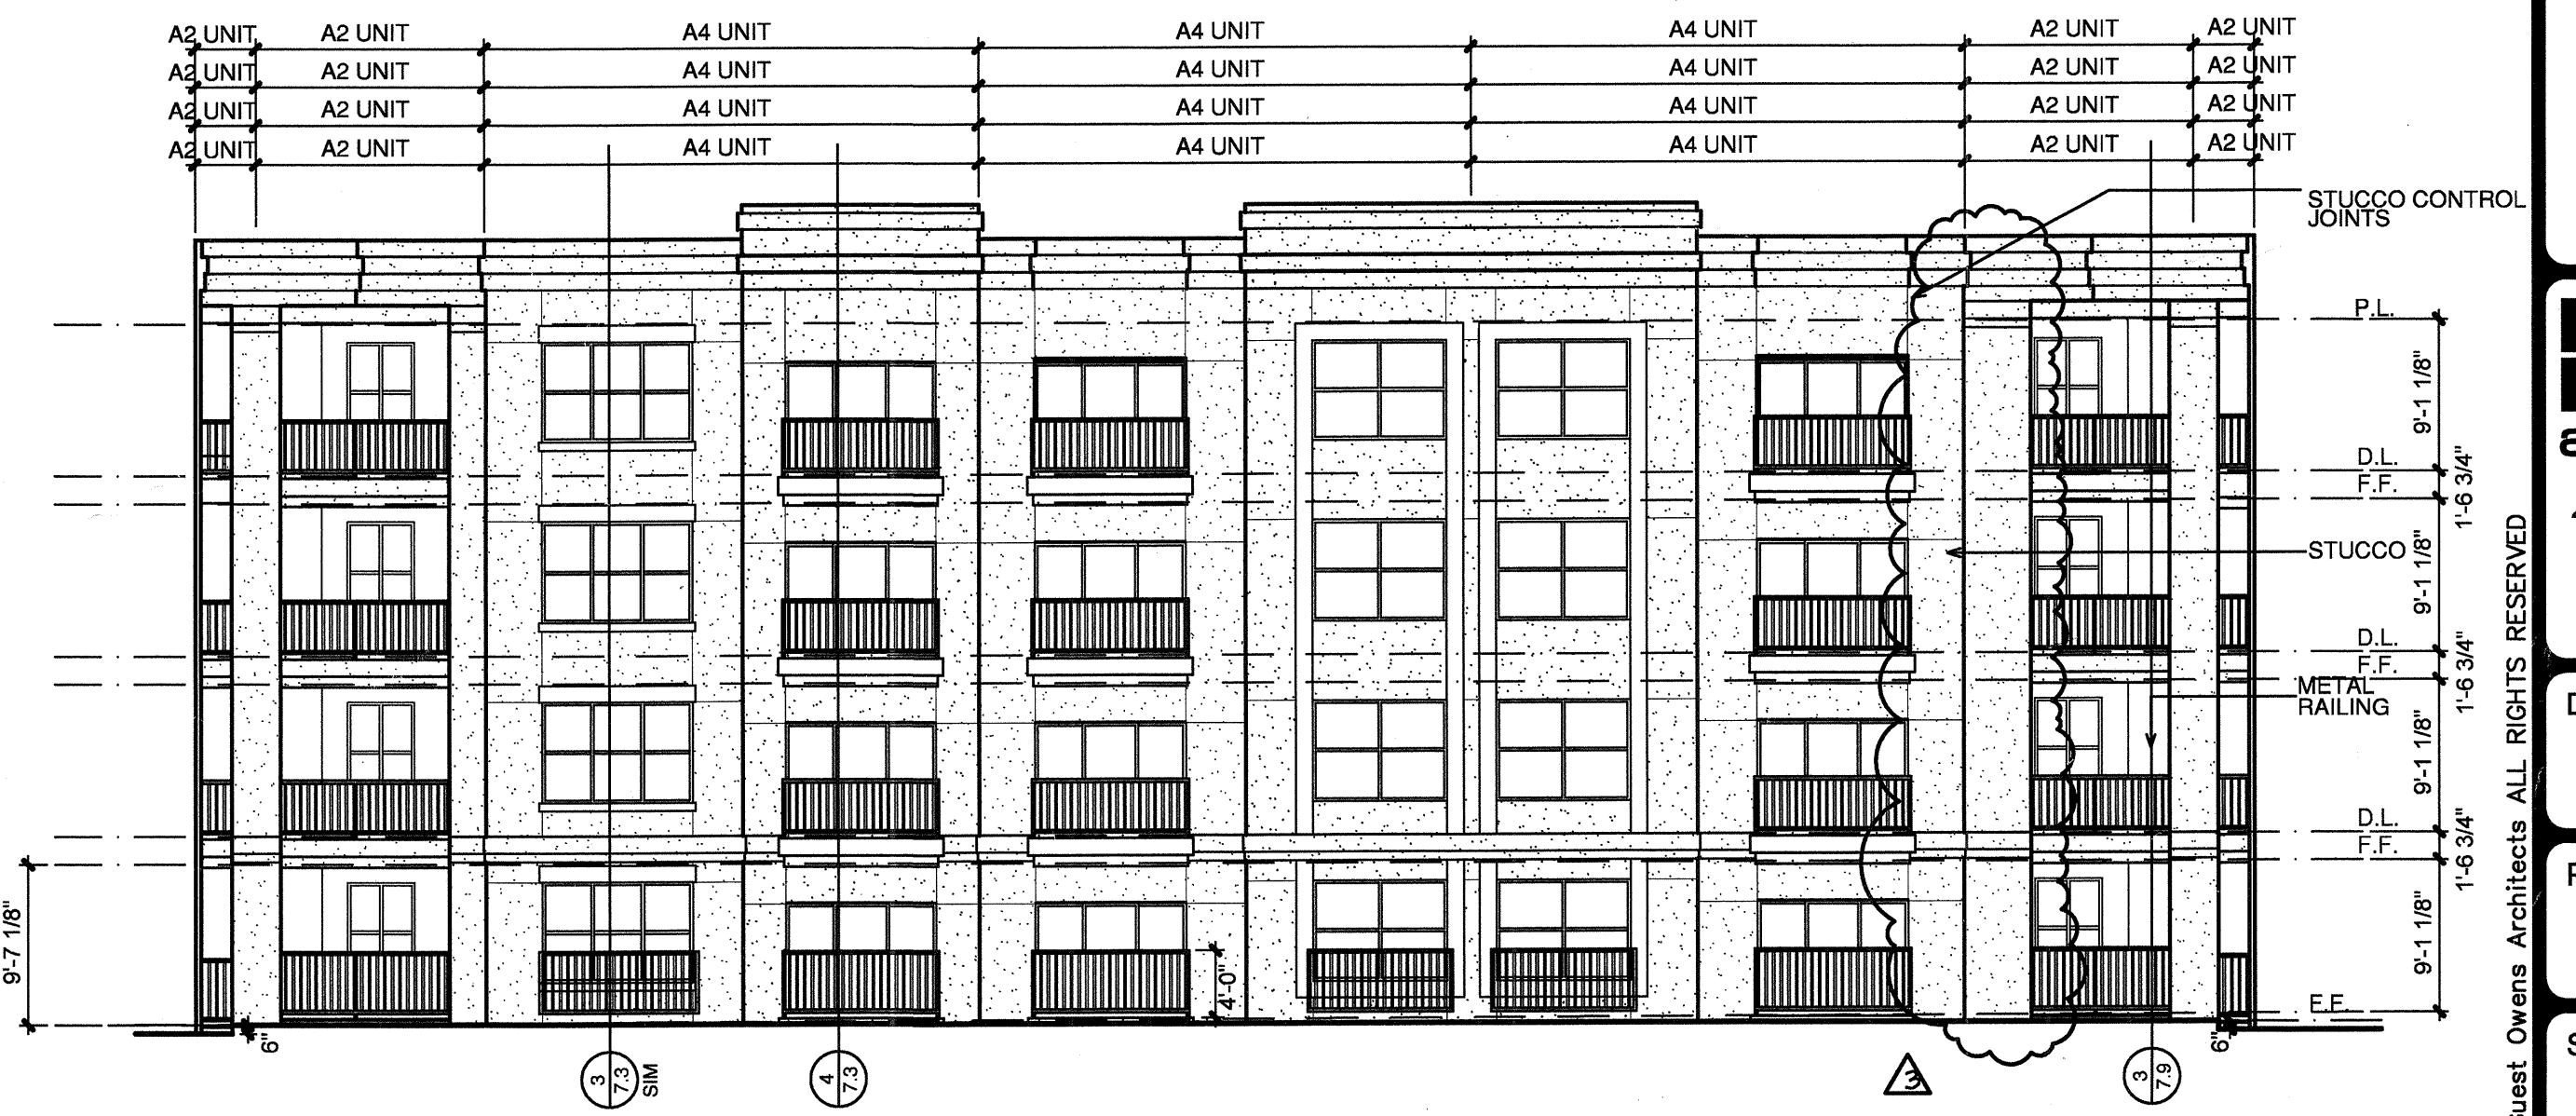 A2 UNIT A2 UNIT A4 UNIT A4 UNIT A4 UNIT A2 UNIT A2 UNIT
A2 UNIT A2 UNIT A4 UNIT A4 UNIT A4 UNIT A2 UNIT A2 UNIT
A2 UNIT A2 UNIT A4 UNIT A4 UNIT A4 UNIT A2 UNIT A2 UNIT
A2 UNIT A2 UNIT A4 UNIT A4 UNIT A4 UNIT A2 UNIT A2 UNIT
STUCCO CONTROL
JOINTS
P.L.
9'-1 1/8"
D.L.
F.F.
1'-6 3/4"
STUCCO
9'-1 1/8"
D.L.
F.F.
1'-6 3/4"
METAL
RAILING
9'-1 1/8"
D.L.
F.F.
1'-6 3/4"
9'-1 1/8"
F.F.
9'-7 1/8"
4'-0"
6"
6"
3
7.3
SIM
4
7.3
3
3
7.9
Guest Owens Architects ALL RIGHTS RESERVED